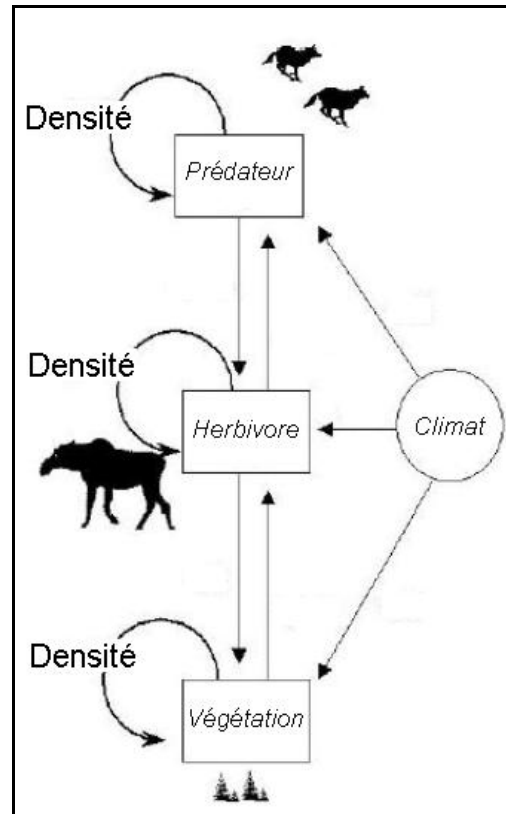 Densité
Prédateur
Densité
Herbivore
Climat
Densité
Végétation